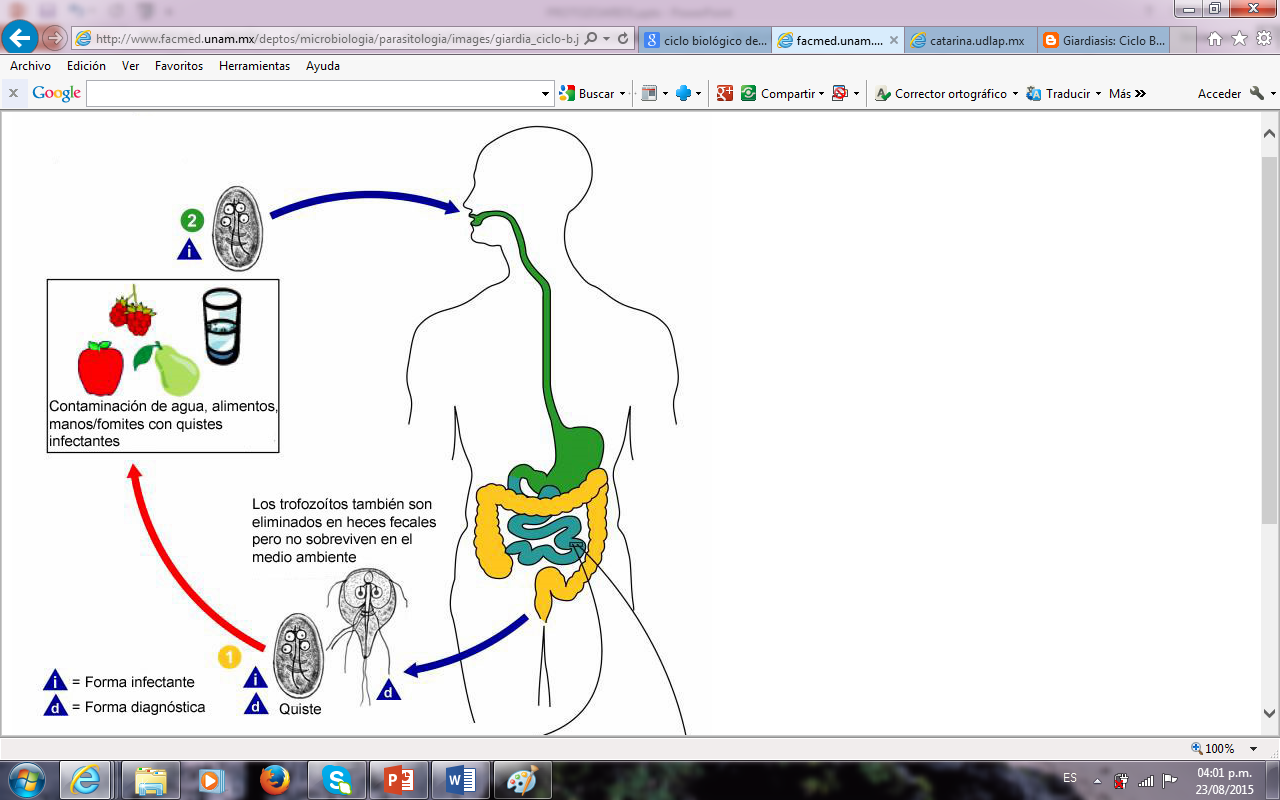 http://www.facmed.unam.mx/deptos/microbiologia/parasitologia/images/giardia_ciclo-b.j
ciclo biológico de...
facmed.unam....
catarina.udlap.mx
Giardiasis: Ciclo B...
Archivo Edición Ver Favoritos Herramientas Ayuda
x Google Buscar Compartir Corrector ortográfico Traducir Más Acceder
2
i
Contaminación de agua, alimentos,
manos/fomites con quistes
infectantes
Los trofozoítos también son
eliminados en heces fecales
pero no sobreviven en el
medio ambiente
1
i
d
d
Quiste
i = Forma infectante
d = Forma diagnóstica
100%
ES
04:01 p.m.
23/08/2015